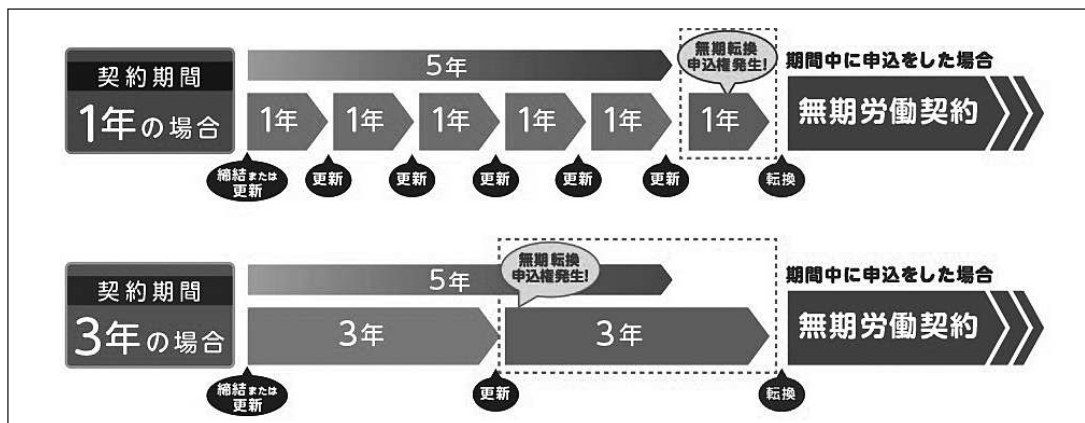 契約期間
1年の場合
5年
1年
1年
1年
1年
1年
無期転換
申込権発生!
1年
期間中に申込をした場合
無期労働契約
締結または
更新
更新
更新
更新
更新
更新
転換
契約期間
3年の場合
5年
無期転換
申込権発生!
3年
3年
期間中に申込をした場合
無期労働契約
締結または
更新
更新
転換